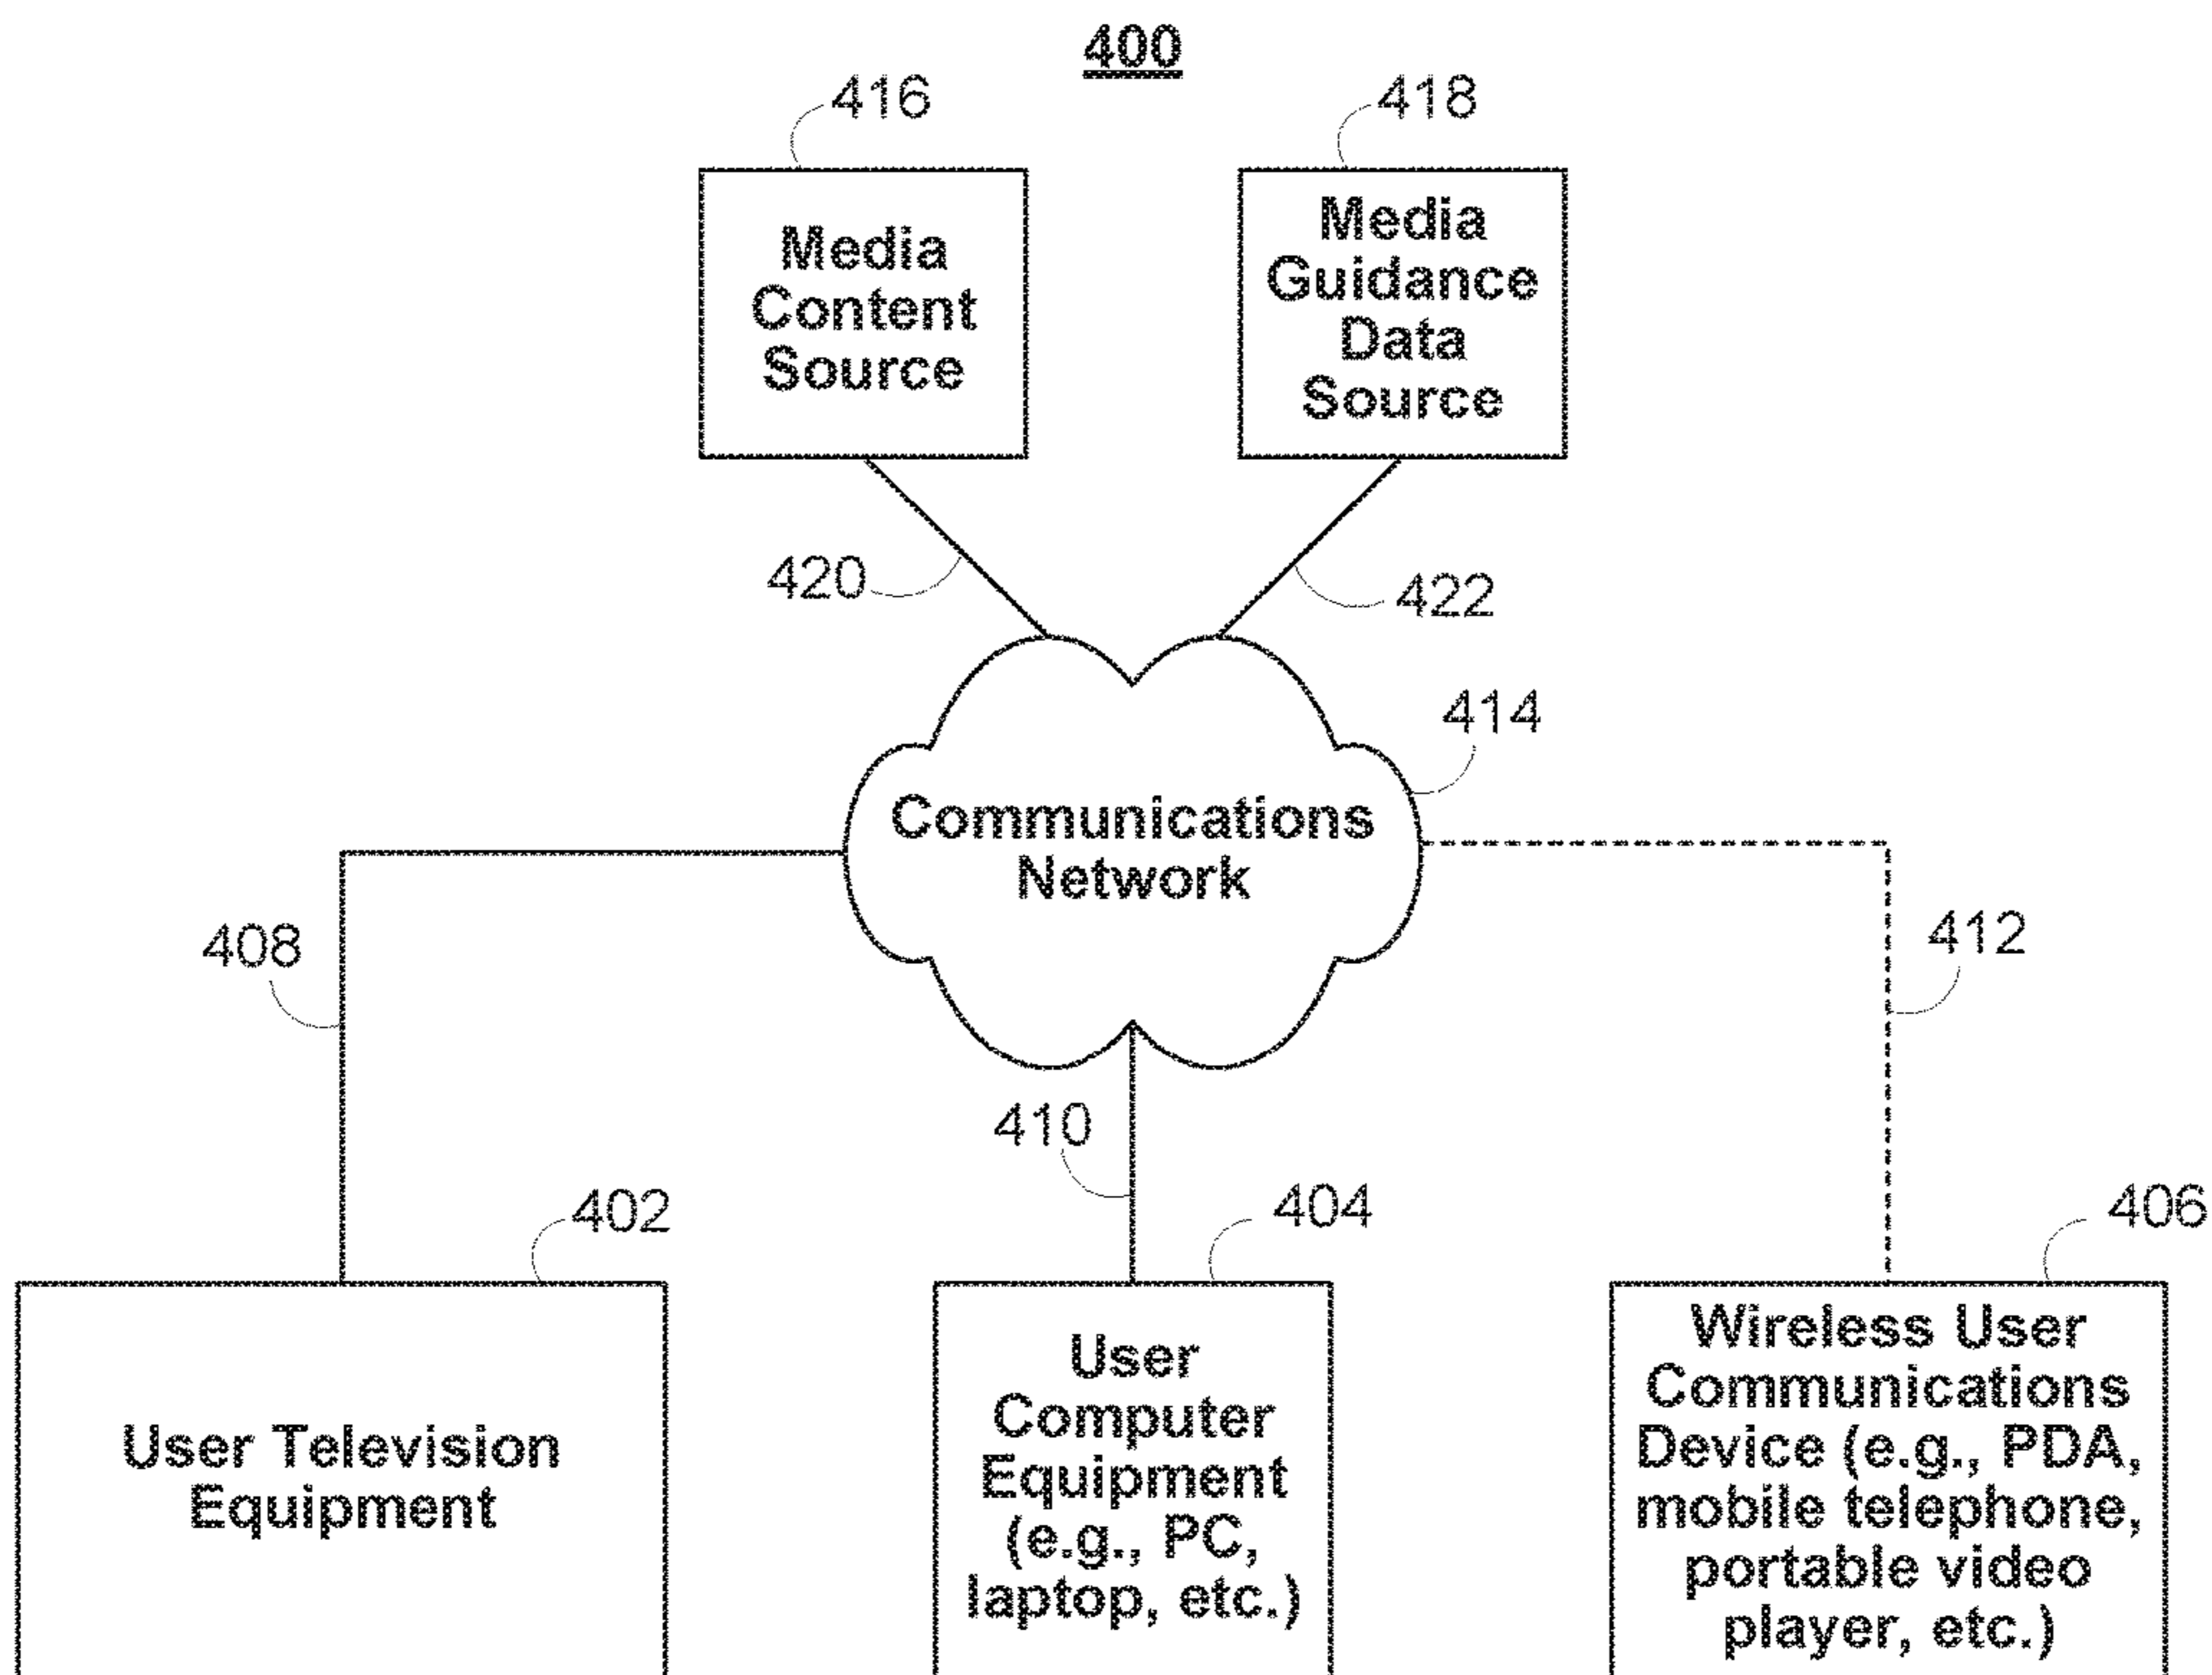 400
416
418
Media
Content
Source
Media
Guidance
Data
Source
420
422
414
Communications
Network
408
412
410
402
404
406
User Television
Equipment
User
Computer
Equipment
(e.g., PC,
laptop, etc.)
Wireless User
Communications
Device (e.g., PDA,
mobile telephone,
portable video
player, etc.)